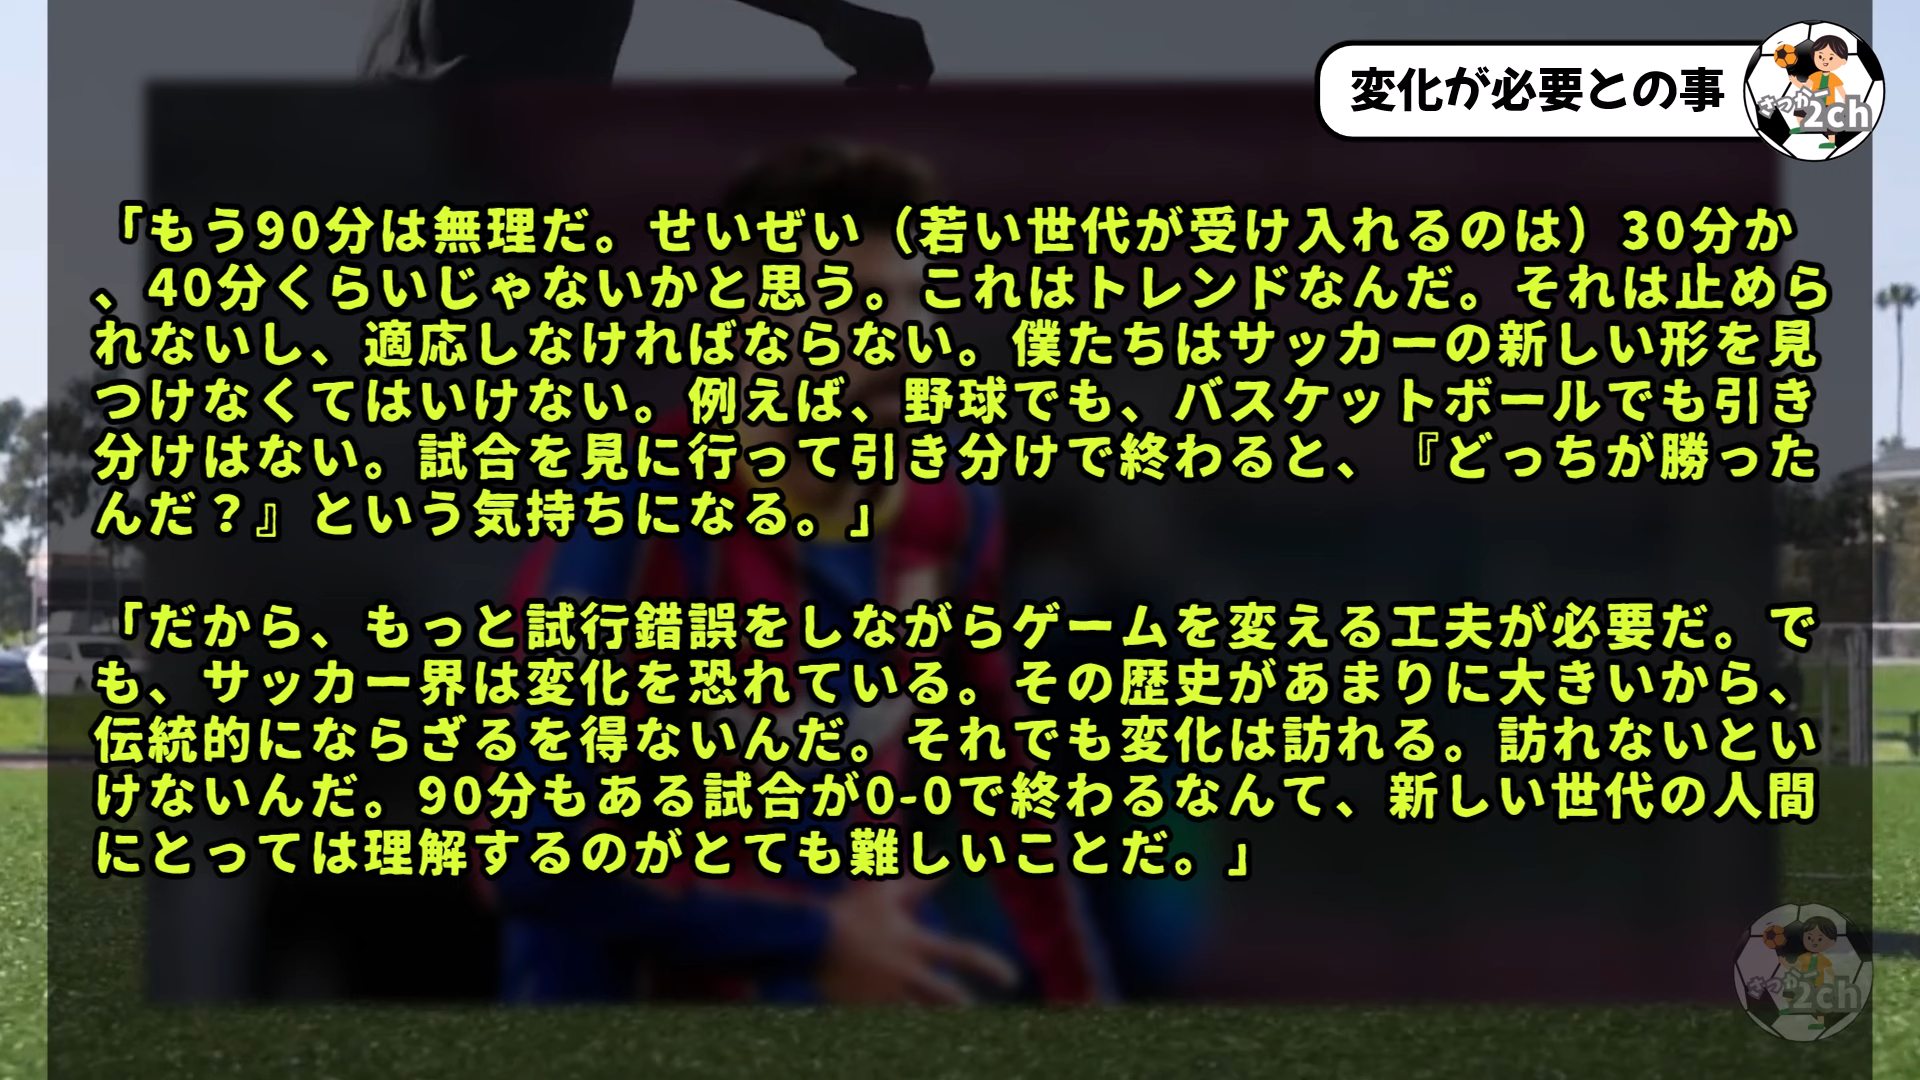 変化が必要との事
さっかー
2ch
「もう90分は無理だ。せいぜい（若い世代が受け入れるのは）30分か
、40分くらいじゃないかと思う。これはトレンドなんだ。それは止めら
れないし、適応しなければならない。僕たちはサッカーの新しい形を見
つけなくてはいけない。例えば、野球でも、バスケットボールでも引き
分けはない。試合を見に行って引き分けで終わると、『どっちが勝った
んだ？』という気持ちになる。」
「だから、もっと試行錯誤をしながらゲームを変える工夫が必要だ。で
も、サッカー界は変化を恐れている。その歴史があまりに大きいから、
伝統的にならざるを得ないんだ。それでも変化は訪れる。訪れないとい
けないんだ。90分もある試合が0-0で終わるなんて、新しい世代の人間
にとっては理解するのがとても難しいことだ。」
さっかー
2ch